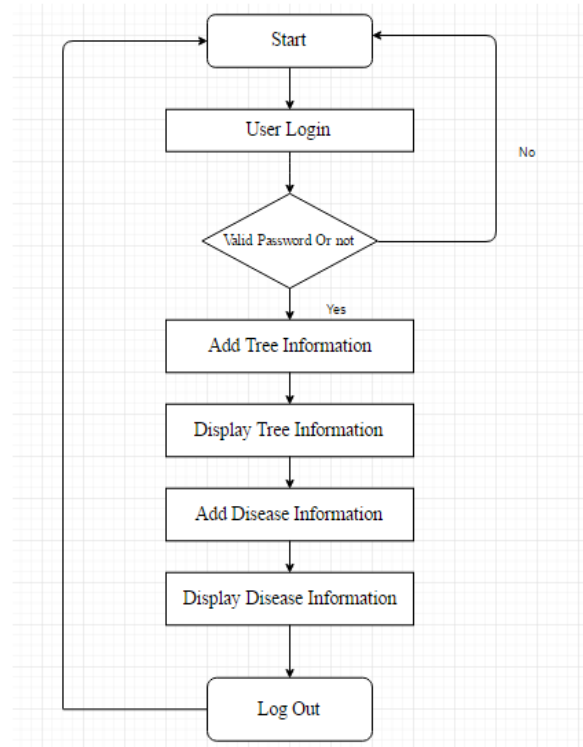 Start
User Login
No
Valid Password Or not
Yes
Add Tree Information
Display Tree Information
Add Disease Information
Display Disease Information
Log Out